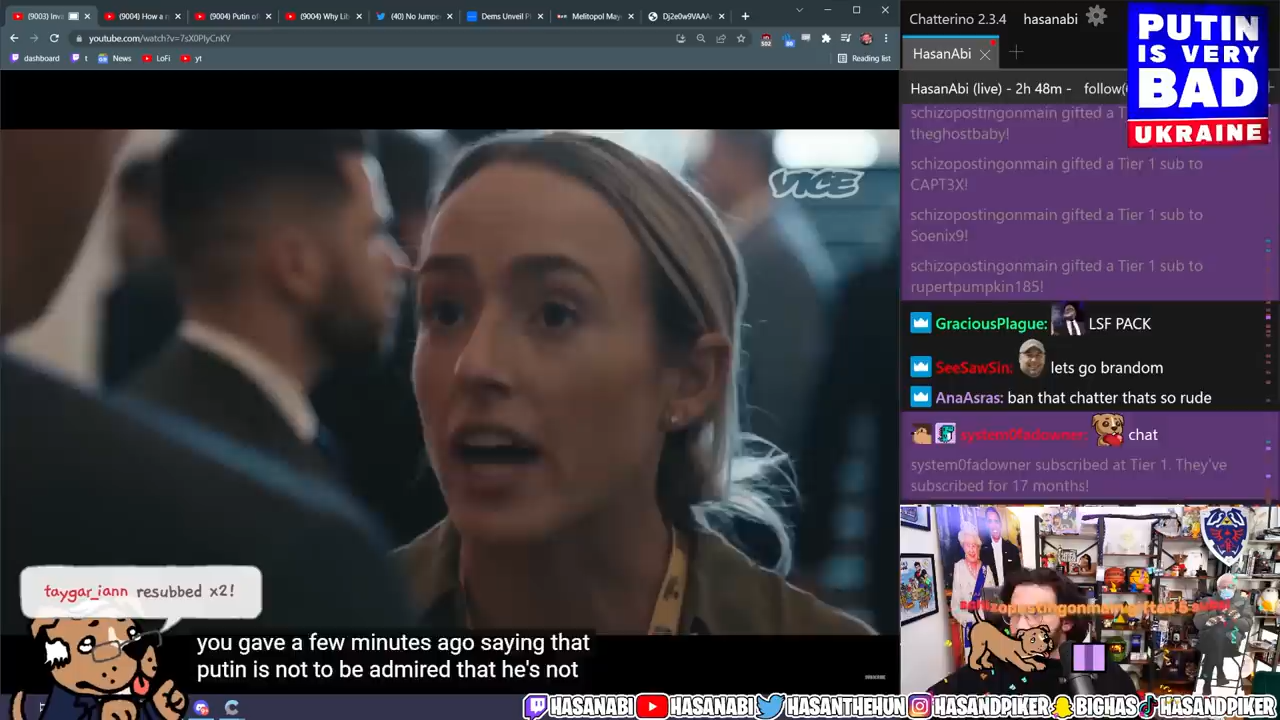 (9003) Inva
(9004) How a r
(9004) Putin of
(9004) Why Lib
(40) No Jumpe
Dems Unveil Pl
Melitopol May
Dj2e0w9VAAA
youtube.com/watch?v=7sX0PIyCnKY
dashboard
t
News
LoFi
yt
Reading list
VICE
taygar_iann resubbed x2!
you gave a few minutes ago saying that
putin is not to be admired that he's not
Chatterino 2.3.4
hasanabi
HasanAbi
HasanAbi (live) - 2h 48m -
follow(
PUTIN
IS VERY
BAD
UKRAINE
schizopostingonmain gifted a T
theghostbaby!
schizopostingonmain gifted a Tier 1 sub to
CAPT3X!
schizopostingonmain gifted a Tier 1 sub to
Soenix9!
schizopostingonmain gifted a Tier 1 sub to
rupertpumpkin185!
GraciousPlague: LSF PACK
SeeSawSin: lets go brandom
AnaAsras: ban that chatter thats so rude
system0fadowner: chat
system0fadowner subscribed at Tier 1. They've
subscribed for 17 months!
HASANABI
HASANABI
HASANTHEHUN
HASANDPIKER
BIGHAS
HASANDPIKER